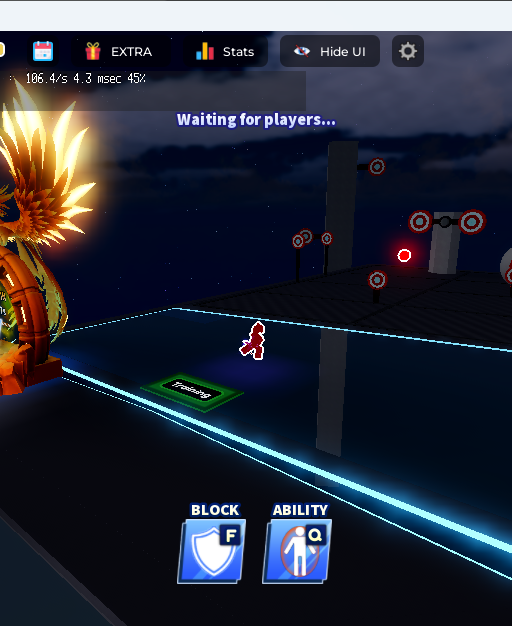 EXTRA
Stats
Hide UI
: 106.4/s 4.3 msec 45%
Waiting for players...
Training
BLOCK
ABILITY
F
Q